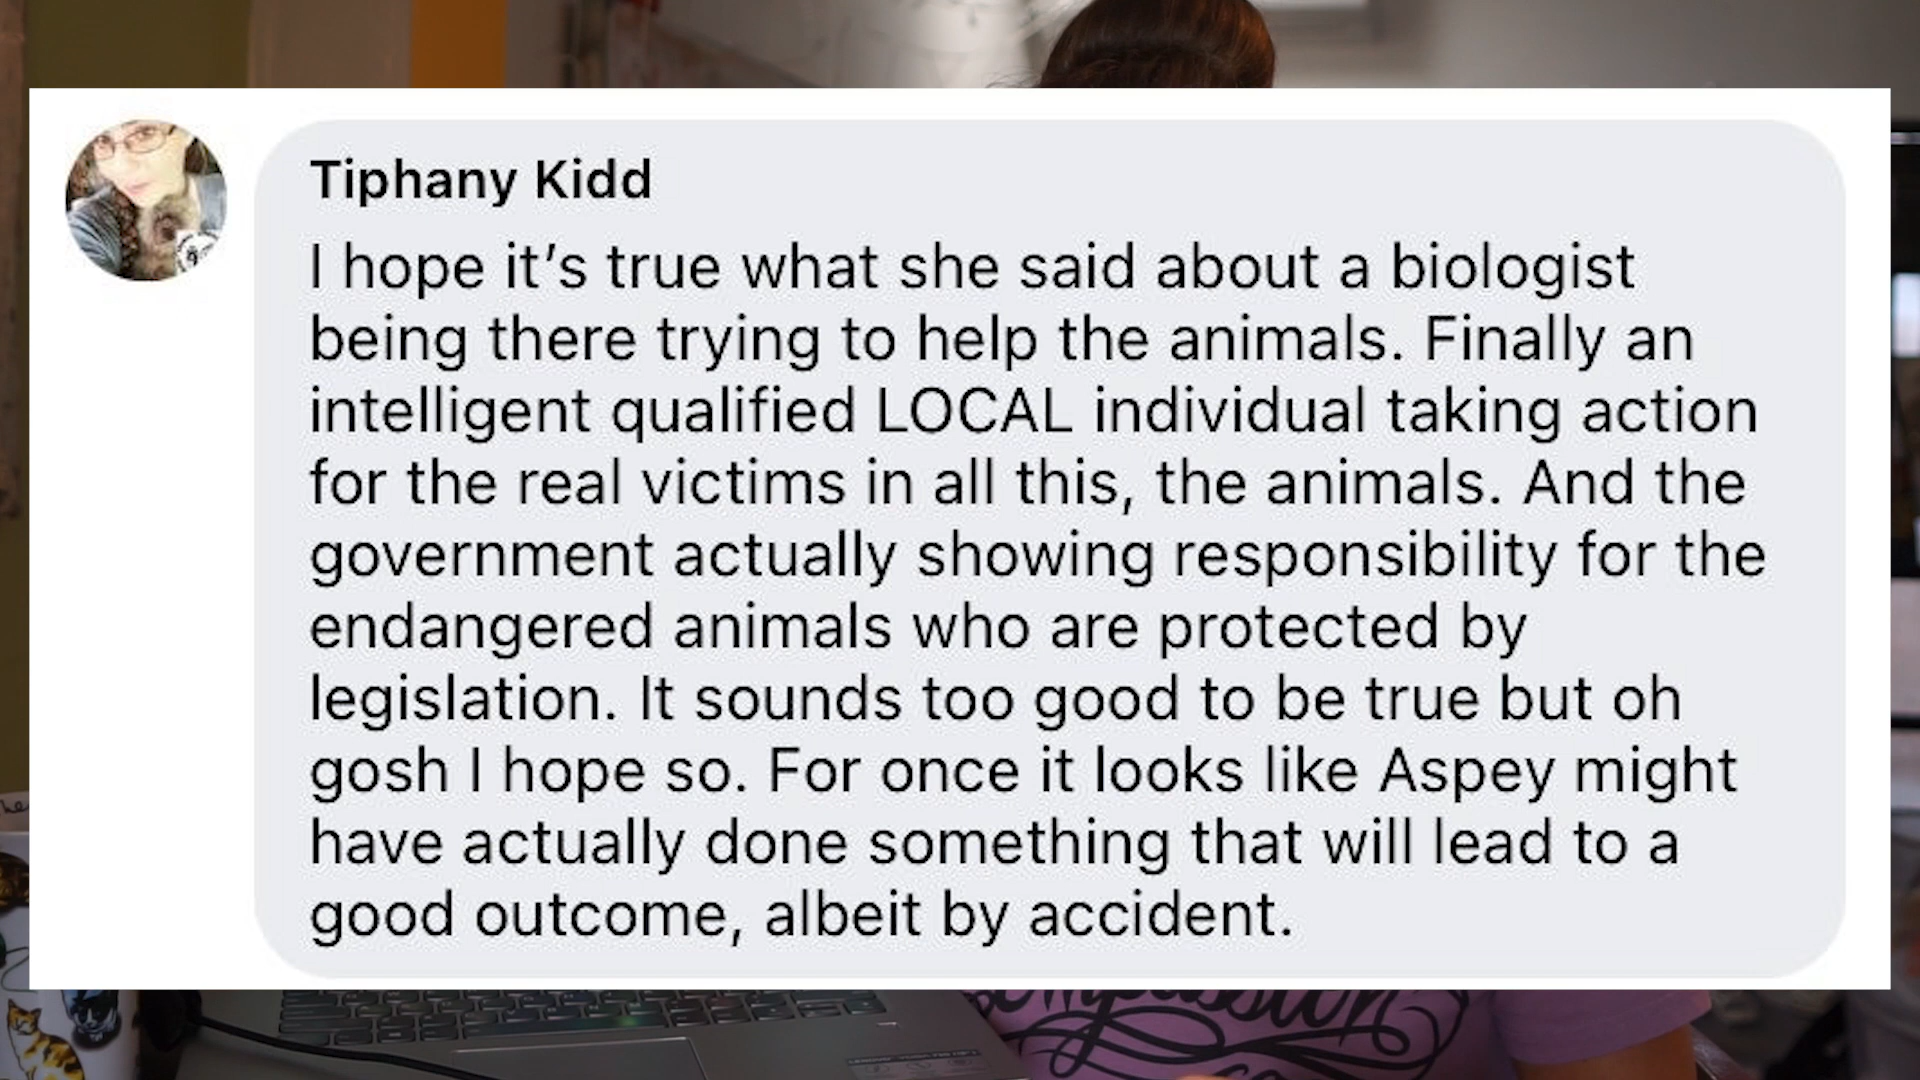 Tiphany Kidd
I hope it’s true what she said about a biologist
being there trying to help the animals. Finally an
intelligent qualified LOCAL individual taking action
for the real victims in all this, the animals. And the
government actually showing responsibility for the
endangered animals who are protected by
legislation. It sounds too good to be true but oh
gosh I hope so. For once it looks like Aspey might
have actually done something that will lead to a
good outcome, albeit by accident.